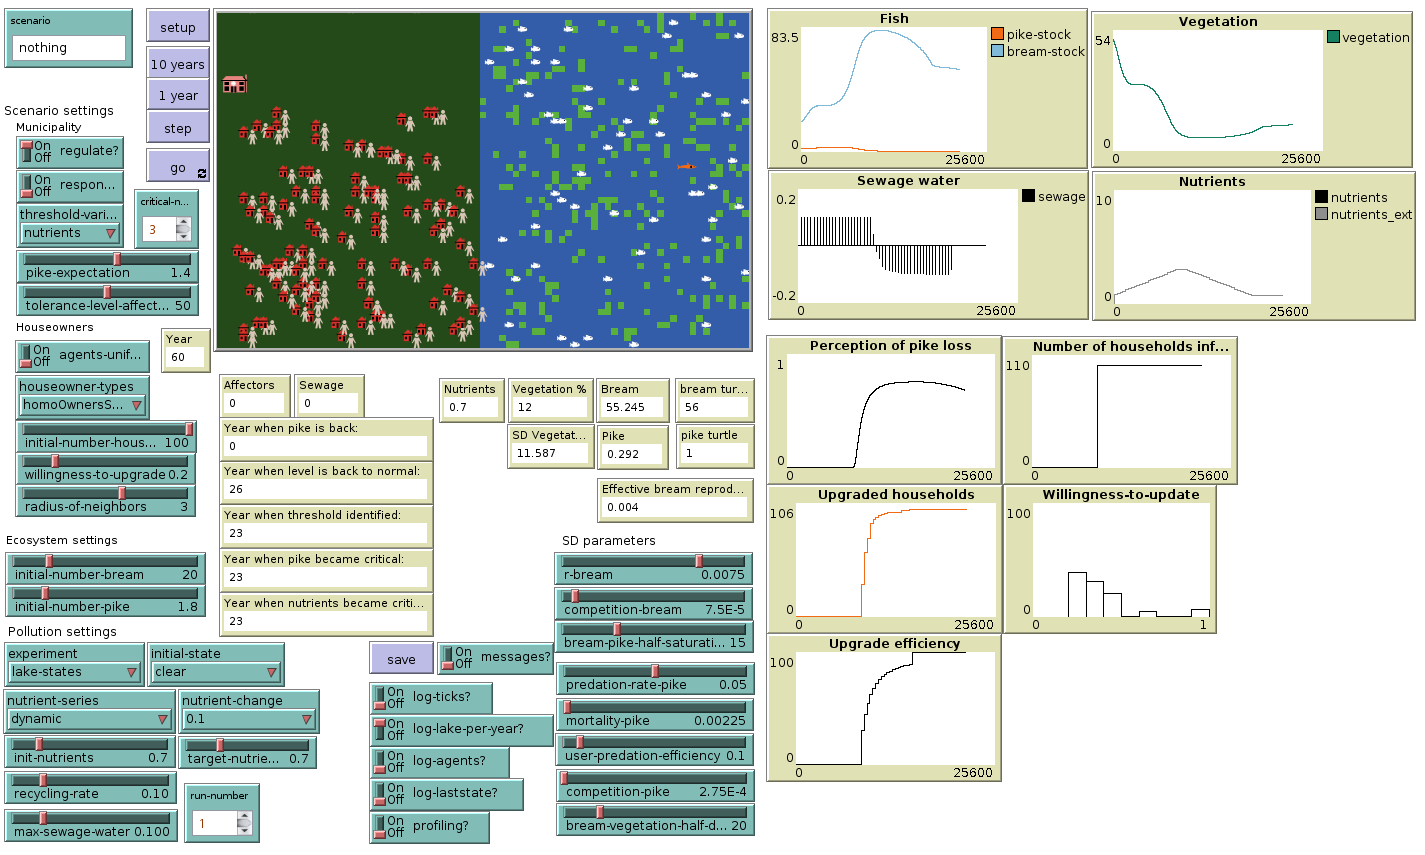 scenario
nothing
setup
10 years
1 year
step
go
Scenario settings
Municipality
On
Off
regulate?
On
Off
respon...
threshold-vari...
nutrients
critical-n...
3
pike-expectation 1.4
tolerance-level-affect... 50
Houseowners
On
Off
agents-unif...
Year
60
houseowner-types
homoOwnersS...
initial-number-hous... 100
willingness-to-upgrade 0.2
radius-of-neighbors 3
Ecosystem settings
initial-number-bream 20
initial-number-pike 1.8
Pollution settings
experiment
lake-states
initial-state
clear
nutrient-series
dynamic
nutrient-change
0.1
init-nutrients 0.7
target-nutrie... 0.7
recycling-rate 0.10
max-sewage-water 0.100
run-number
1
Affectors
0
Sewage
0
Year when pike is back:
0
Year when level is back to normal:
26
Year when threshold identified:
23
Year when pike became critical:
23
Year when nutrients became criti...
23
save
On
Off
messages?
On
Off
log-ticks?
On
Off
log-lake-per-year?
On
Off
log-agents?
On
Off
log-laststate?
On
Off
profiling?
Nutrients
0.7
Vegetation %
12
Bream
55.245
bream tur...
56
SD Vegetat...
11.587
Pike
0.292
pike turtle
1
Effective bream reprod...
0.004
SD parameters
r-bream 0.0075
competition-bream 7.5E-5
bream-pike-half-saturati... 15
predation-rate-pike 0.05
mortality-pike 0.00225
user-predation-efficiency 0.1
competition-pike 2.75E-4
bream-vegetation-half-d... 20
Fish
83.5
0
0 25600
pike-stock
bream-stock
Vegetation
54
0
0 25600
vegetation
Sewage water
0.2
-0.2
0 25600
sewage
Nutrients
10
0
0 25600
nutrients
nutrients_ext
Perception of pike loss
1
0
0 25600
Number of households inf...
110
0
0 25600
Upgraded households
106
0
0 25600
Willingness-to-update
100
0
0 1
Upgrade efficiency
100
0
0 25600